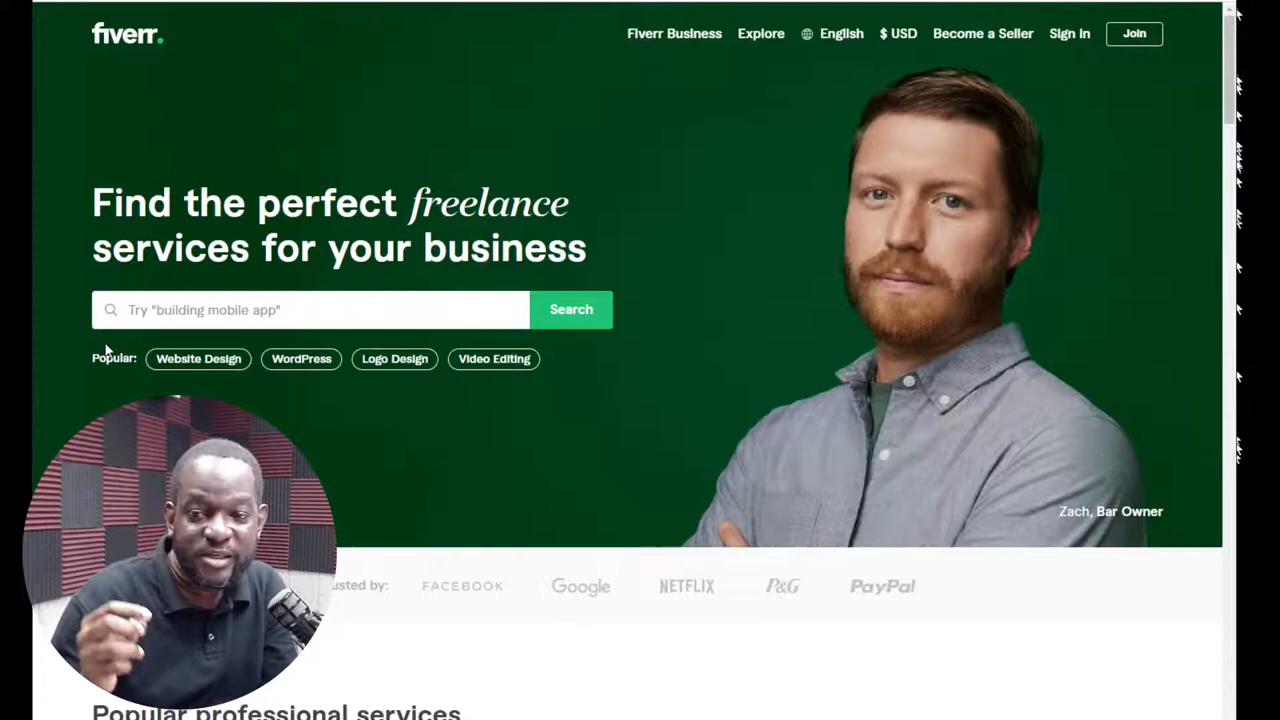 fiverr.
Fiverr Business Explore English $ USD Become a Seller Sign in Join
Find the perfect freelance
services for your business
Try "building mobile app" Search
Popular: Website Design WordPress Logo Design Video Editing
Zach, Bar Owner
usted by: FACEBOOK Google NETFLIX P&G PayPal
Popular professional services